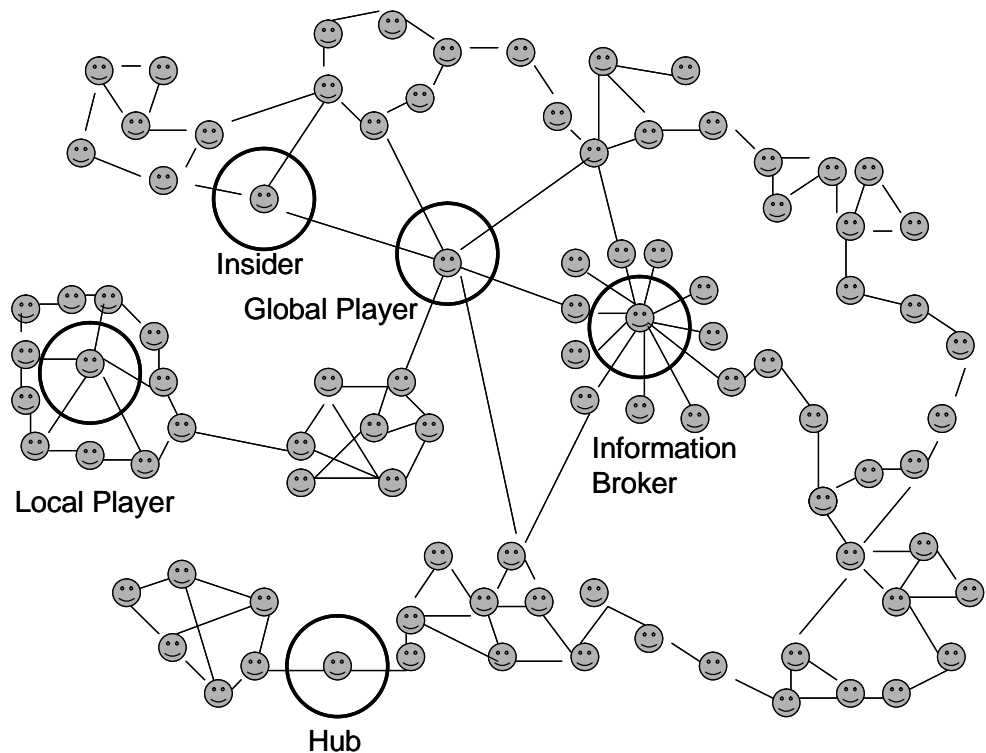 Insider
Global Player
Information
Broker
Local Player
Hub